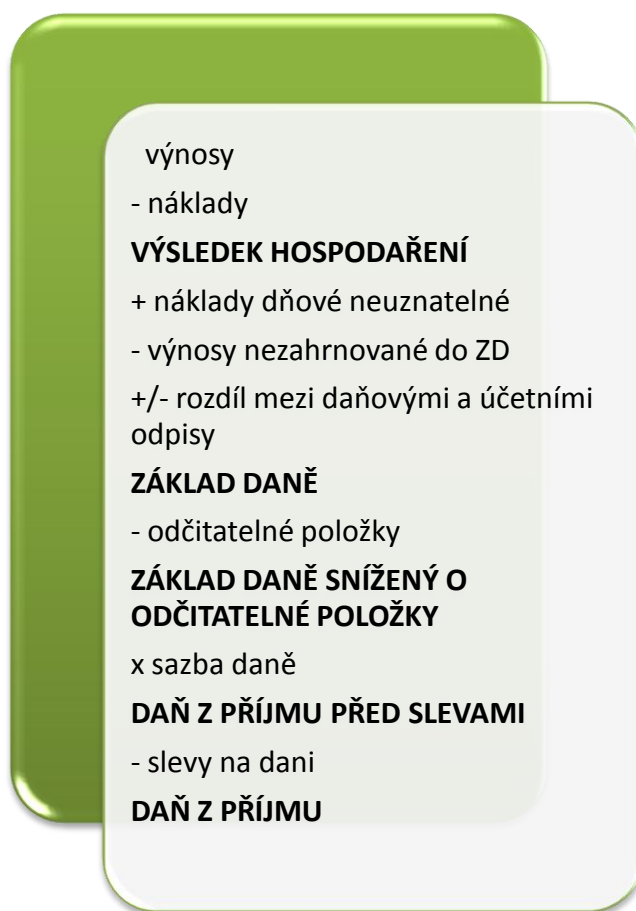 výnosy
- náklady
VÝSLEDEK HOSPODAŘENÍ
+ náklady dňové neuznatelné
- výnosy nezahrnované do ZD
+/- rozdíl mezi daňovými a účetními
odpisy
ZÁKLAD DANĚ
- odčitatelné položky
ZÁKLAD DANĚ SNÍŽENÝ O
ODČITATELNÉ POLOŽKY
x sazba daně
DAŇ Z PŘÍJMU PŘED SLEVAMI
- slevy na dani
DAŇ Z PŘÍJMU